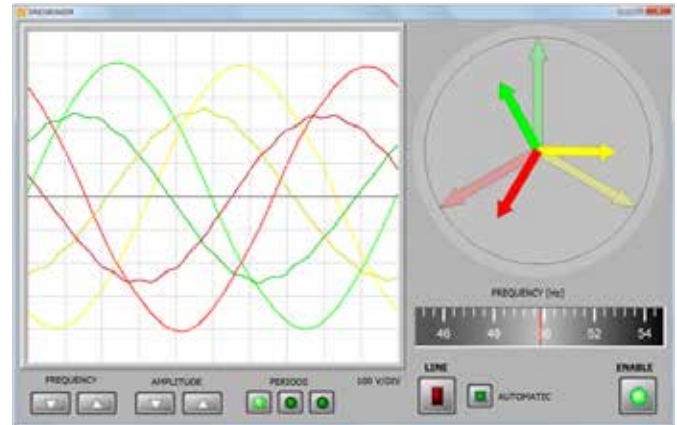 FREQUENCY [Hz]
46 48 50 52 54
FREQUENCY
AMPLITUDE
PERIODS
100 V/DIV
LINE
AUTOMATIC
ENABLE